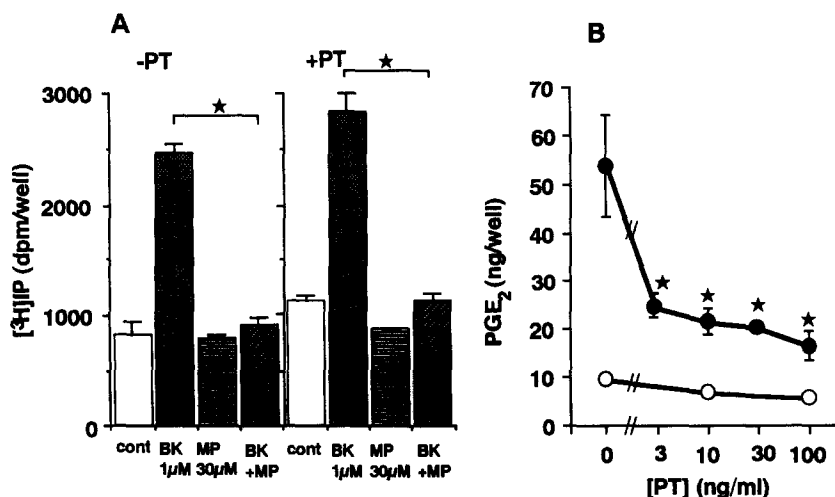 A
-PT
+PT
★
★
[³H]IP (dpm/well)
3000
2000
1000
0
cont
BK
1µM
MP
30µM
BK
+MP
cont
BK
1µM
MP
30µM
BK
+MP
B
PGE₂ (ng/well)
70
60
50
40
30
20
10
0
★ ★ ★ ★
0 3 10 30 100
[PT] (ng/ml)